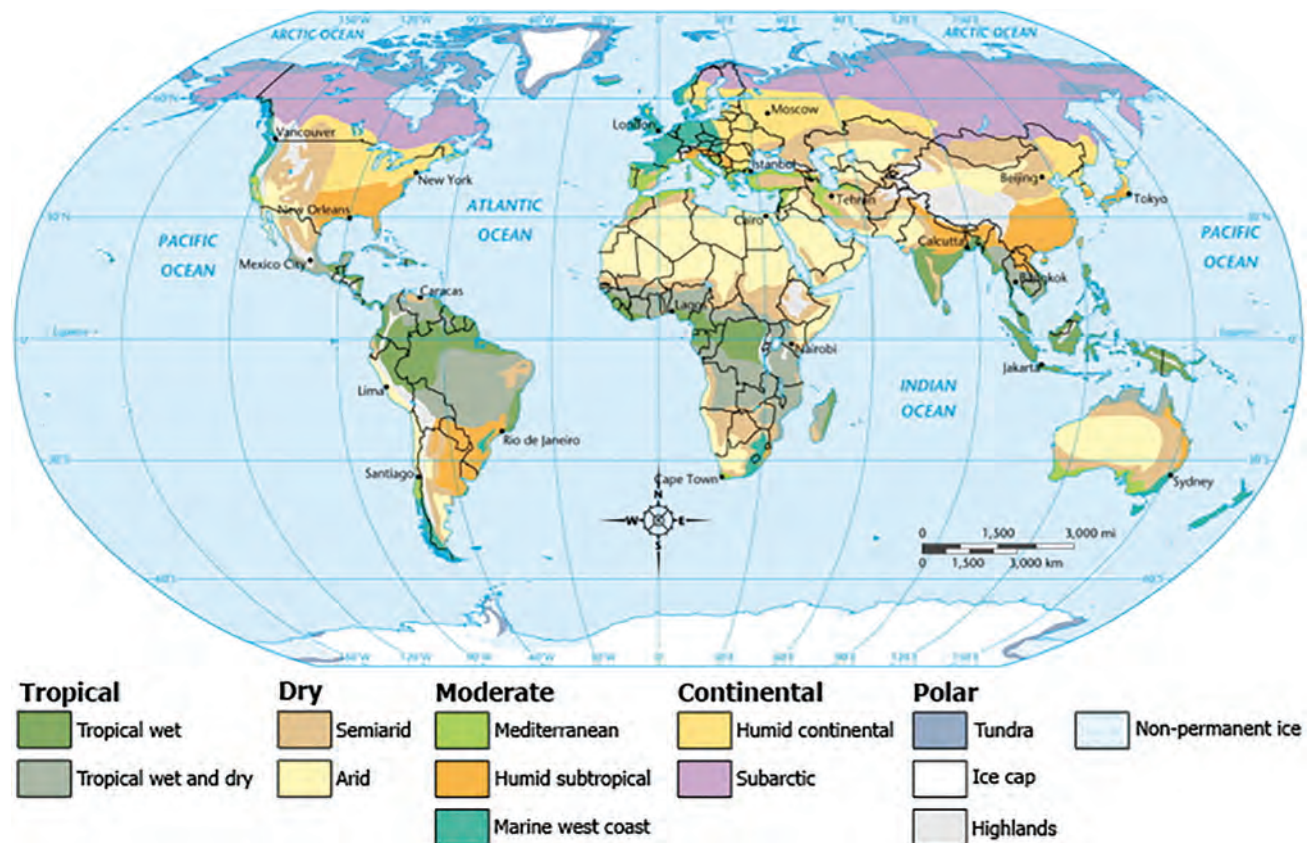 ARCTIC OCEAN
ARCTIC OCEAN
150°W 120°W 90°W 60°W 30°W 0° 30°E 60°E 90°E 120°E 150°E
60°N
Moscow
London
Vancouver
Istanbul
New York
Beijing
Tehran
Tokyo
30°N
New Orleans
Cairo
ATLANTIC
OCEAN
PACIFIC
OCEAN
PACIFIC
OCEAN
Calcutta
Mexico City
Bangkok
Caracas
Lagos
Equator
Equator
0°
0°
Nairobi
Jakarta
Lima
INDIAN
OCEAN
Rio de Janeiro
30°S
30°S
Santiago
Cape Town
Sydney
N
W E
S
0 1,500 3,000 mi
0 1,500 3,000 km
60°S
60°S
150°W 120°W 90°W 60°W 30°W 0 30°E 60°E 90°E 120°E 150°E
Tropical Dry Moderate Continental Polar
Tropical wet Semiarid Mediterranean Humid continental Tundra Non-permanent ice
Tropical wet and dry Arid Humid subtropical Subarctic Ice cap
Marine west coast Highlands